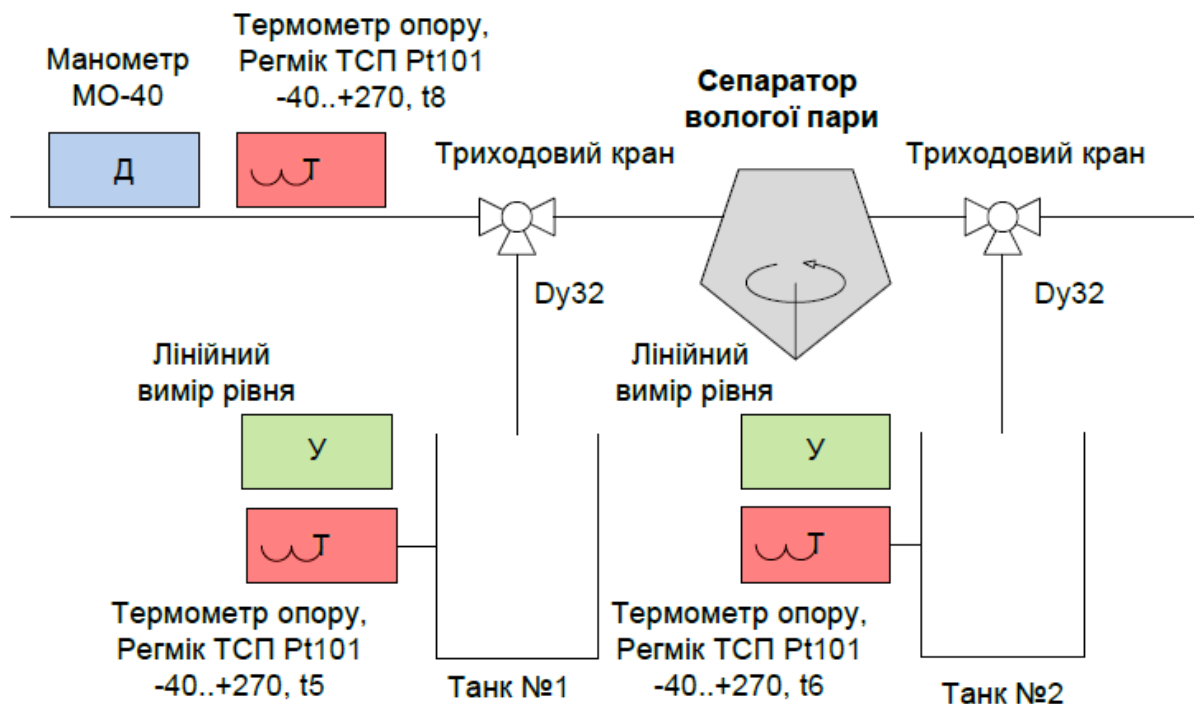 Манометр
МО-40
Д
Термометр опору,
Регмік ТСП Pt101
-40..+270, t8
Т
Триходовий кран
Dy32
Сепаратор
вологої пари
Триходовий кран
Dy32
Лінійний
вимір рівня
У
Т
Термометр опору,
Регмік ТСП Pt101
-40..+270, t5
Танк №1
Лінійний
вимір рівня
У
Т
Термометр опору,
Регмік ТСП Pt101
-40..+270, t6
Танк №2